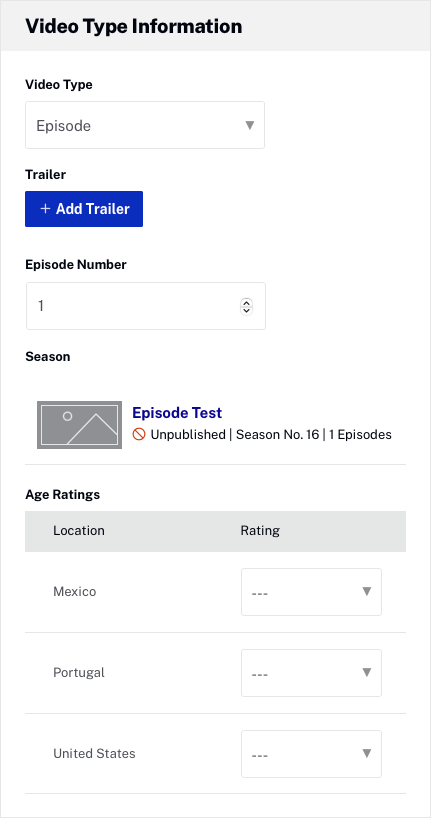 Video Type Information
Video Type
Episode
Trailer
+ Add Trailer
Episode Number
1
Season
Episode Test
Unpublished | Season No. 16 | 1 Episodes
Age Ratings
Location Rating
Mexico ---
Portugal ---
United States ---